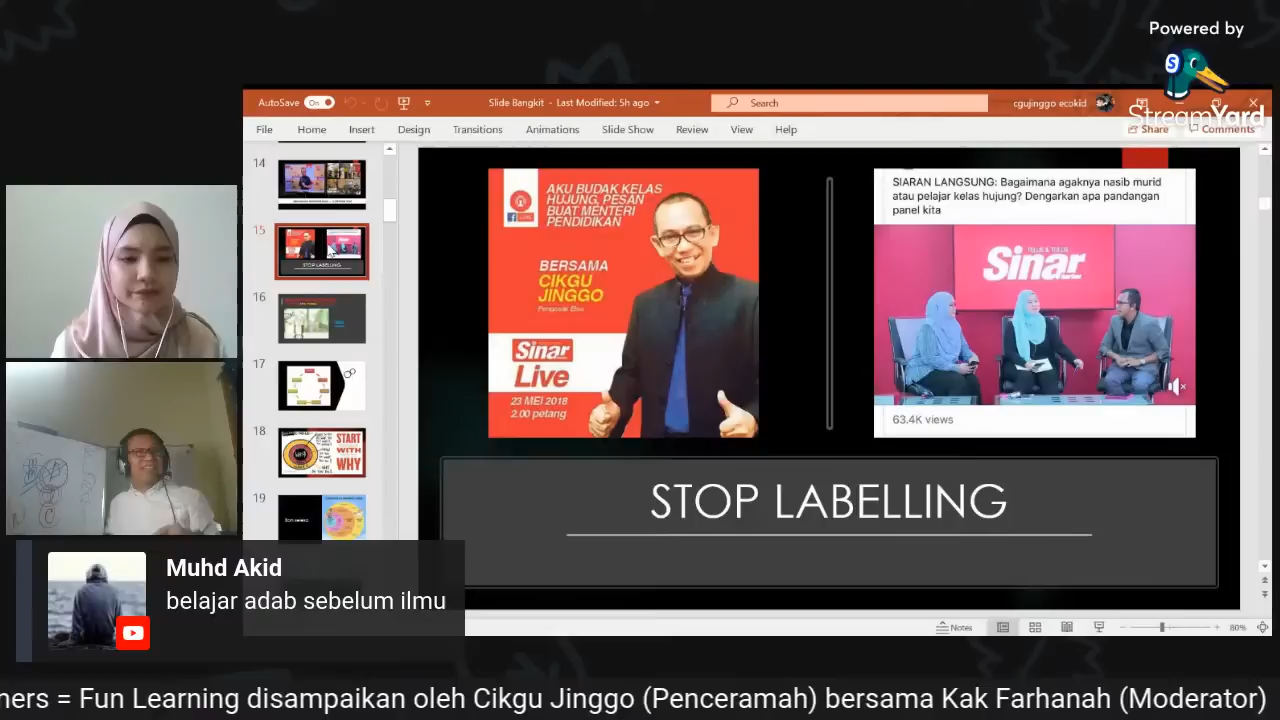 Powered by
StreamYard
AutoSave On
Slide Bangkit - Last Modified: 5h ago
Search
cgujinggo ecokid
File Home Insert Design Transitions Animations Slide Show Review View Help
Share Comments
14
15
STOP LABELLING
16
17
18
START
WITH
WHY
19
AKU BUDAK KELAS
HUJUNG, PESAN
BUAT MENTERI
PENDIDIKAN
LIVE
BERSAMA
CIKGU
JINGGO
Sinar
Live
23 MEI 2018
2.00 petang
SIARAN LANGSUNG: Bagaimana agaknya nasib murid
atau pelajar kelas hujung? Dengarkan apa pandangan
panel kita
TELUS & TULUS
Sinar
63.4K views
STOP LABELLING
Muhd Akid
belajar adab sebelum ilmu
Notes
80%
ners = Fun Learning disampaikan oleh Cikgu Jinggo (Penceramah) bersama Kak Farhanah (Moderator)